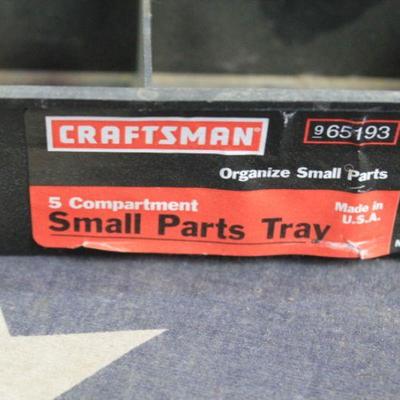 CRAFTSMAN® 965193
Organize Small Parts
5 Compartment Made in
Small Parts Tray U.S.A.